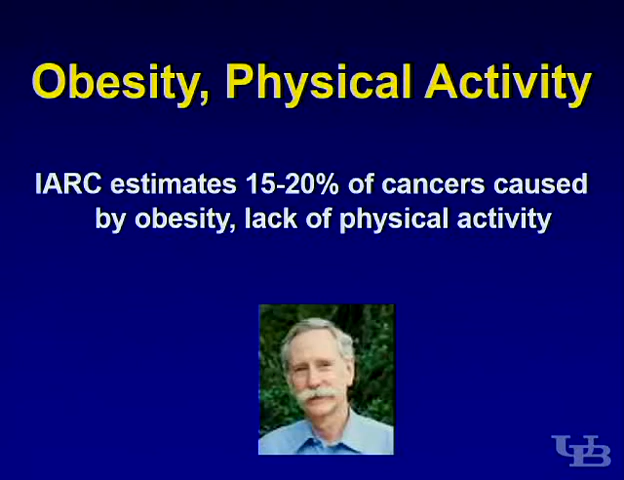 Obesity, Physical Activity
IARC estimates 15-20% of cancers caused
by obesity, lack of physical activity
UB